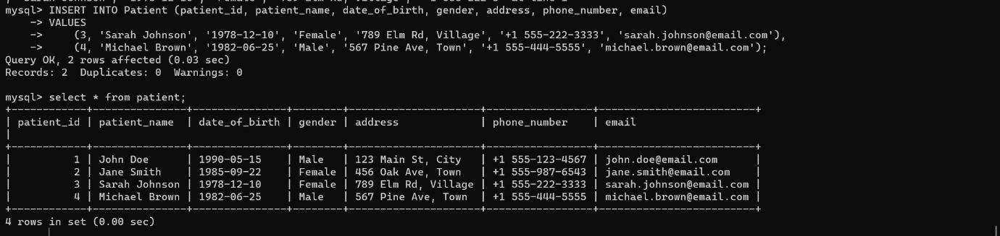 mysql> INSERT INTO Patient (patient_id, patient_name, date_of_birth, gender, address, phone_number, email)
    -> VALUES
    ->     (3, 'Sarah Johnson', '1978-12-10', 'Female', '789 Elm Rd, Village', '+1 555-222-3333', 'sarah.johnson@email.com'),
    ->     (4, 'Michael Brown', '1982-06-25', 'Male', '567 Pine Ave, Town', '+1 555-444-5555', 'michael.brown@email.com');
Query OK, 2 rows affected (0.03 sec)
Records: 2  Duplicates: 0  Warnings: 0

mysql> select * from patient;
+------------+---------------+---------------+--------+---------------------+-----------------+-------------------------+
| patient_id | patient_name  | date_of_birth | gender | address             | phone_number    | email
|
+------------+---------------+---------------+--------+---------------------+-----------------+-------------------------+
|          1 | John Doe      | 1990-05-15    | Male   | 123 Main St, City   | +1 555-123-4567 | john.doe@email.com      |
|          2 | Jane Smith    | 1985-09-22    | Female | 456 Oak Ave, Town   | +1 555-987-6543 | jane.smith@email.com    |
|          3 | Sarah Johnson | 1978-12-10    | Female | 789 Elm Rd, Village | +1 555-222-3333 | sarah.johnson@email.com |
|          4 | Michael Brown | 1982-06-25    | Male   | 567 Pine Ave, Town  | +1 555-444-5555 | michael.brown@email.com |
+------------+---------------+---------------+--------+---------------------+-----------------+-------------------------+
4 rows in set (0.00 sec)